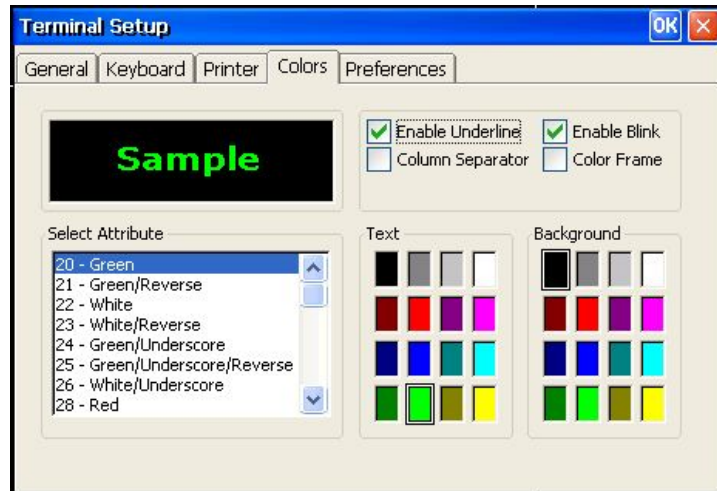 Terminal Setup OK
General Keyboard Printer Colors Preferences
Sample
Enable Underline Enable Blink
Column Separator Color Frame
Select Attribute
20 - Green
21 - Green/Reverse
22 - White
23 - White/Reverse
24 - Green/Underscore
25 - Green/Underscore/Reverse
26 - White/Underscore
28 - Red
Text
Background